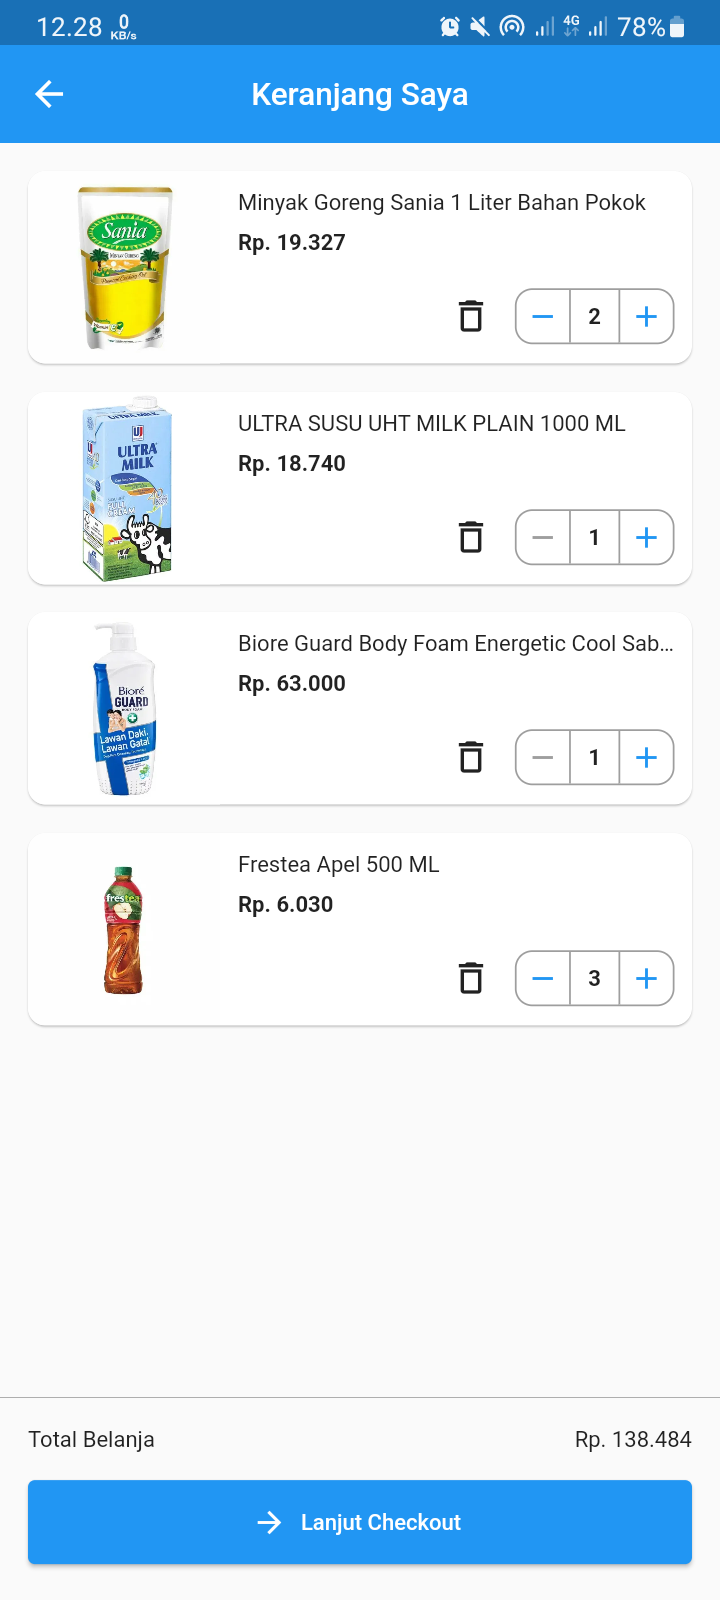 12.28 0 KB/s 4G 78%
Keranjang Saya
Sania
Minyak Goreng Sania 1 Liter Bahan Pokok
Rp. 19.327
2
ULTRA MILK
ULTRA SUSU UHT MILK PLAIN 1000 ML
Rp. 18.740
1
Bioré
GUARD
BODY FOAM
Lawan Daki,
Lawan Gatal
Biore Guard Body Foam Energetic Cool Sab...
Rp. 63.000
1
frestea
Frestea Apel 500 ML
Rp. 6.030
3
Total Belanja Rp. 138.484
Lanjut Checkout